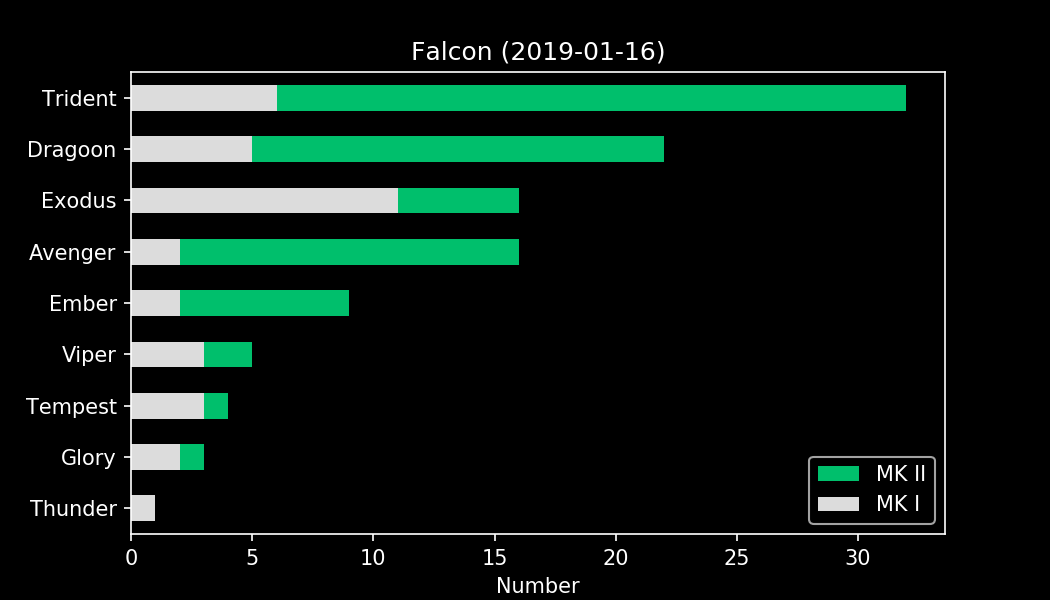 Falcon (2019-01-16)
Trident
Dragoon
Exodus
Avenger
Ember
Viper
Tempest
Glory
Thunder
MK II
MK I
0 5 10 15 20 25 30
Number